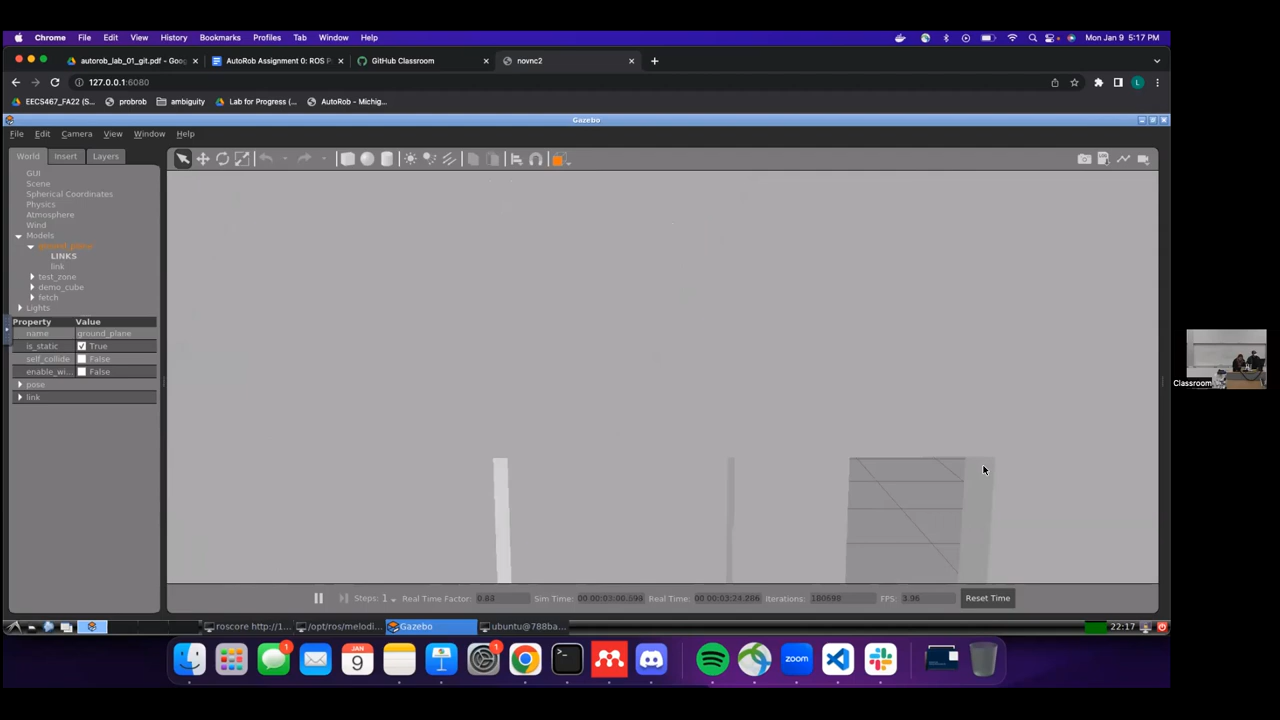 Chrome File Edit View History Bookmarks Profiles Tab Window Help Mon Jan 9 5:17 PM
autorob_lab_01_git.pdf - Goog AutoRob Assignment 0: ROS P GitHub Classroom novnc2
127.0.0.1:6080
EECS467_FA22 (S... probrob ambiguity Lab for Progress (... AutoRob - Michig...
Gazebo
File Edit Camera View Window Help
World Insert Layers
GUI
Scene
Spherical Coordinates
Physics
Atmosphere
Wind
Models
ground_plane
LINKS
link
test_zone
demo_cube
fetch
Lights
Property Value
name ground_plane
is_static True
self_collide False
enable_wi... False
pose
link
Classroom
Steps: 1 Real Time Factor: 0.88 Sim Time: 00 00:03:00.698 Real Time: 00 00:03:24.286 Iterations: 180698 FPS: 3.96 Reset Time
roscore http://1... /opt/ros/melodi... Gazebo ubuntu@788ba... 22:17
1 JAN 9 1 zoom